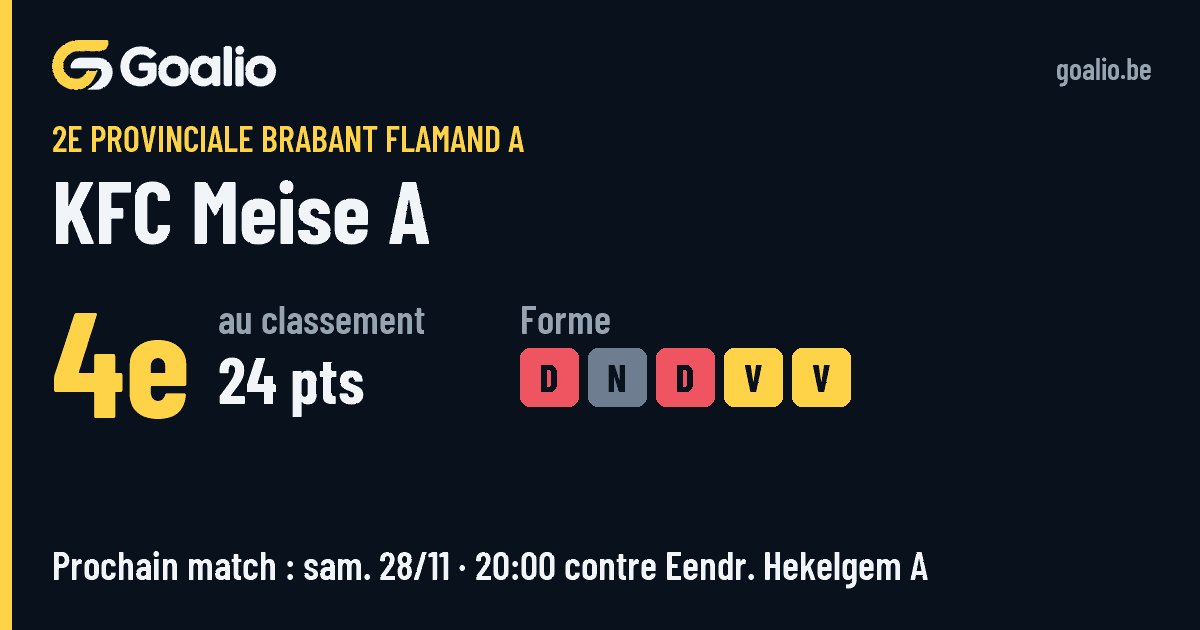 Goalio
goalio.be
2E PROVINCIALE BRABANT FLAMAND A
KFC Meise A
4e
au classement
24 pts
Forme
D N D V V
Prochain match : sam. 28/11 · 20:00 contre Eendr. Hekelgem A